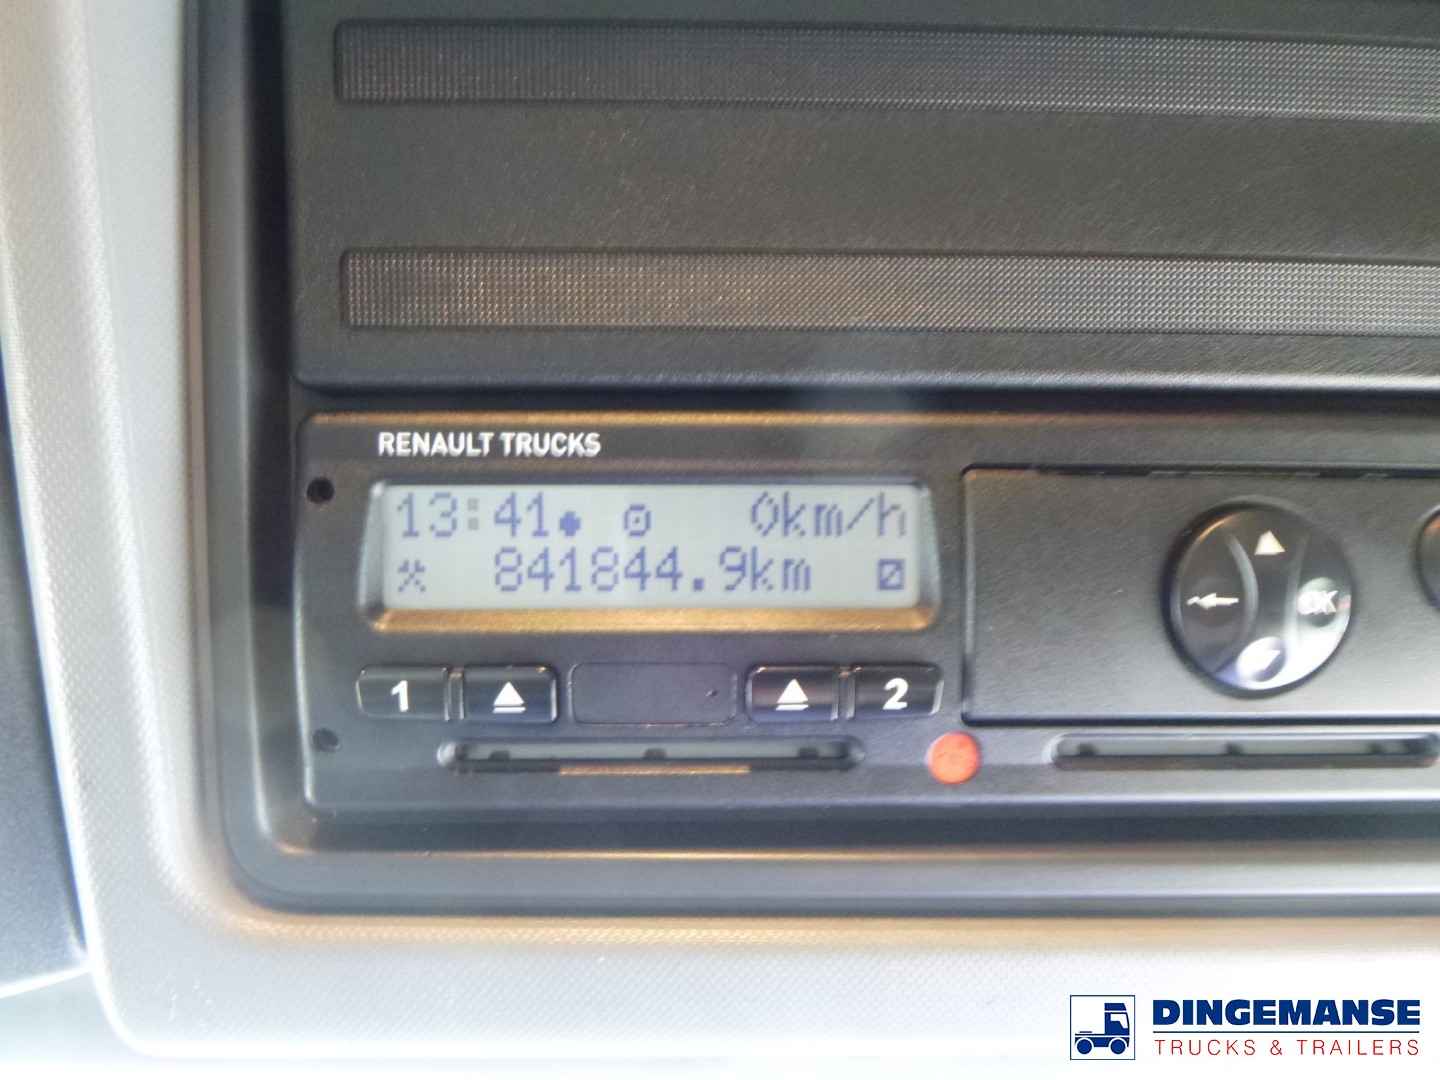 RENAULT TRUCKS
13:41 0km/h
841844.9km
OK
1 2
DINGEMANSE
TRUCKS & TRAILERS